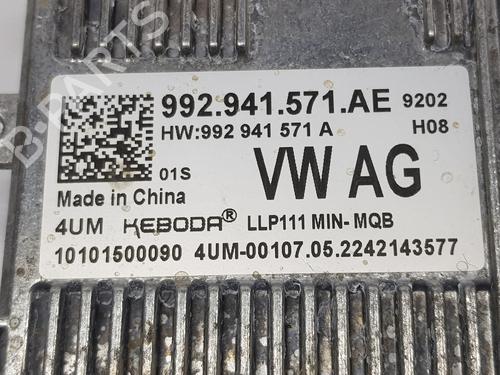 B-PARTS
992.941.571.AE 9202
HW:992 941 571 A H08
01S VW AG
Made in China
4UM KEBODA® LLP111 MIN-MQB
10101500090 4UM-00107.05.2242143577